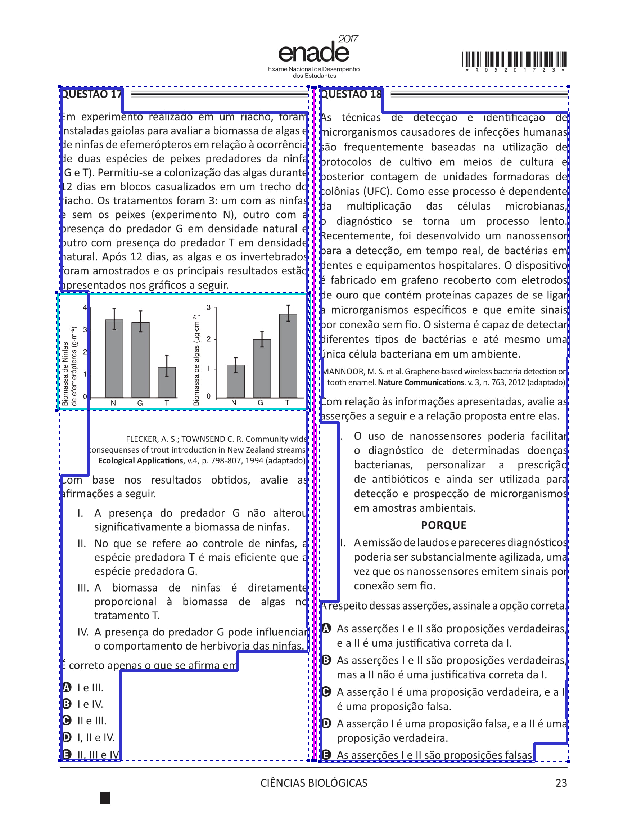 2017
enade
Exame Nacional de Desempenho
dos Estudantes
*R0520172 3*
QUESTÃO 17
Em experimento realizado em um riacho, foram
instaladas gaiolas para avaliar a biomassa de algas e
de ninfas de efemerópteros em relação à ocorrência
de duas espécies de peixes predadores da ninfa
(G e T). Permitiu-se a colonização das algas durante
12 dias em blocos casualizados em um trecho do
riacho. Os tratamentos foram 3: um com as ninfas
e sem os peixes (experimento N), outro com a
presença do predador G em densidade natural e
outro com presença do predador T em densidade
natural. Após 12 dias, as algas e os invertebrados
foram amostrados e os principais resultados estão
apresentados nos gráficos a seguir.
Biomassa de Ninfas
de efemerópteros (g·m⁻²)
4
3
2
1
0
N G T
Biomassa de algas (µg·cm⁻²)
3
2
1
0
N G T
FLECKER, A. S.; TOWNSEND C. R. Community-wide
consequences of trout introduction in New Zealand streams.
Ecological Applications, v.4, p. 798-807, 1994 (adaptado).
Com base nos resultados obtidos, avalie as
afirmações a seguir.
I. A presença do predador G não alterou
significativamente a biomassa de ninfas.
II. No que se refere ao controle de ninfas, a
espécie predadora T é mais eficiente que a
espécie predadora G.
III. A biomassa de ninfas é diretamente
proporcional à biomassa de algas no
tratamento T.
IV. A presença do predador G pode influenciar
o comportamento de herbivoria das ninfas.
É correto apenas o que se afirma em
A I e III.
B I e IV.
C II e III.
D I, II e IV.
E II, III e IV.
QUESTÃO 18
As técnicas de detecção e identificação de
microrganismos causadores de infecções humanas
são frequentemente baseadas na utilização de
protocolos de cultivo em meios de cultura e
posterior contagem de unidades formadoras de
colônias (UFC). Como esse processo é dependente
da multiplicação das células microbianas,
o diagnóstico se torna um processo lento.
Recentemente, foi desenvolvido um nanossensor
para a detecção, em tempo real, de bactérias em
dentes e equipamentos hospitalares. O dispositivo
é fabricado em grafeno recoberto com eletrodos
de ouro que contém proteínas capazes de se ligar
a microrganismos específicos e que emite sinais
por conexão sem fio. O sistema é capaz de detectar
diferentes tipos de bactérias e até mesmo uma
única célula bacteriana em um ambiente.
MANNOOR, M. S. et al. Graphene-based wireless bacteria detection on
tooth enamel. Nature Communications. v. 3, n. 763, 2012 (adaptado).
Com relação às informações apresentadas, avalie as
asserções a seguir e a relação proposta entre elas.
I. O uso de nanossensores poderia facilitar
o diagnóstico de determinadas doenças
bacterianas, personalizar a prescrição
de antibióticos e ainda ser utilizada para
detecção e prospecção de microrganismos
em amostras ambientais.
PORQUE
II. A emissão de laudos e pareceres diagnósticos
poderia ser substancialmente agilizada, uma
vez que os nanossensores emitem sinais por
conexão sem fio.
A respeito dessas asserções, assinale a opção correta.
A As asserções I e II são proposições verdadeiras,
e a II é uma justificativa correta da I.
B As asserções I e II são proposições verdadeiras,
mas a II não é uma justificativa correta da I.
C A asserção I é uma proposição verdadeira, e a II
é uma proposição falsa.
D A asserção I é uma proposição falsa, e a II é uma
proposição verdadeira.
E As asserções I e II são proposições falsas.
CIÊNCIAS BIOLÓGICAS
23